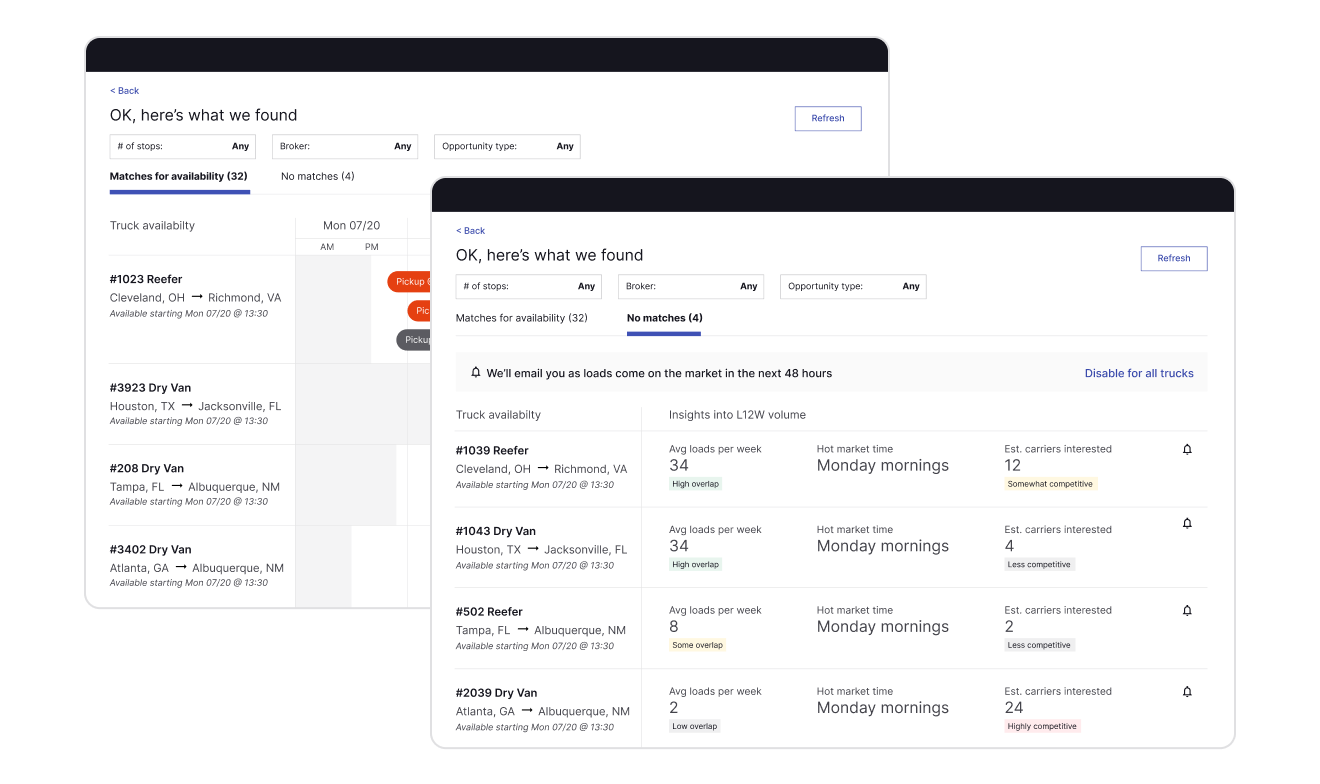 < Back
OK, here's what we found
Refresh
# of stops: Any
Broker: Any
Opportunity type: Any
Matches for availability (32)
No matches (4)
Truck availabilty
Mon 07/20
AM PM
#1023 Reefer
Cleveland, OH → Richmond, VA
Available starting Mon 07/20 @ 13:30
Pickup
#3923 Dry Van
Houston, TX → Jacksonville, FL
Available starting Mon 07/20 @ 13:30
#208 Dry Van
Tampa, FL → Albuquerque, NM
Available starting Mon 07/20 @ 13:30
#3402 Dry Van
Atlanta, GA → Albuquerque, NM
Available starting Mon 07/20 @ 13:30
< Back
OK, here's what we found
Refresh
# of stops: Any
Broker: Any
Opportunity type: Any
Matches for availability (32)
No matches (4)
We'll email you as loads come on the market in the next 48 hours
Disable for all trucks
Truck availabilty
Insights into L12W volume
#1039 Reefer
Cleveland, OH → Richmond, VA
Available starting Mon 07/20 @ 13:30
Avg loads per week
34
High overlap
Hot market time
Monday mornings
Est. carriers interested
12
Somewhat competitive
#1043 Dry Van
Houston, TX → Jacksonville, FL
Available starting Mon 07/20 @ 13:30
Avg loads per week
34
High overlap
Hot market time
Monday mornings
Est. carriers interested
4
Less competitive
#502 Reefer
Tampa, FL → Albuquerque, NM
Available starting Mon 07/20 @ 13:30
Avg loads per week
8
Some overlap
Hot market time
Monday mornings
Est. carriers interested
2
Less competitive
#2039 Dry Van
Atlanta, GA → Albuquerque, NM
Available starting Mon 07/20 @ 13:30
Avg loads per week
2
Low overlap
Hot market time
Monday mornings
Est. carriers interested
24
Highly competitive